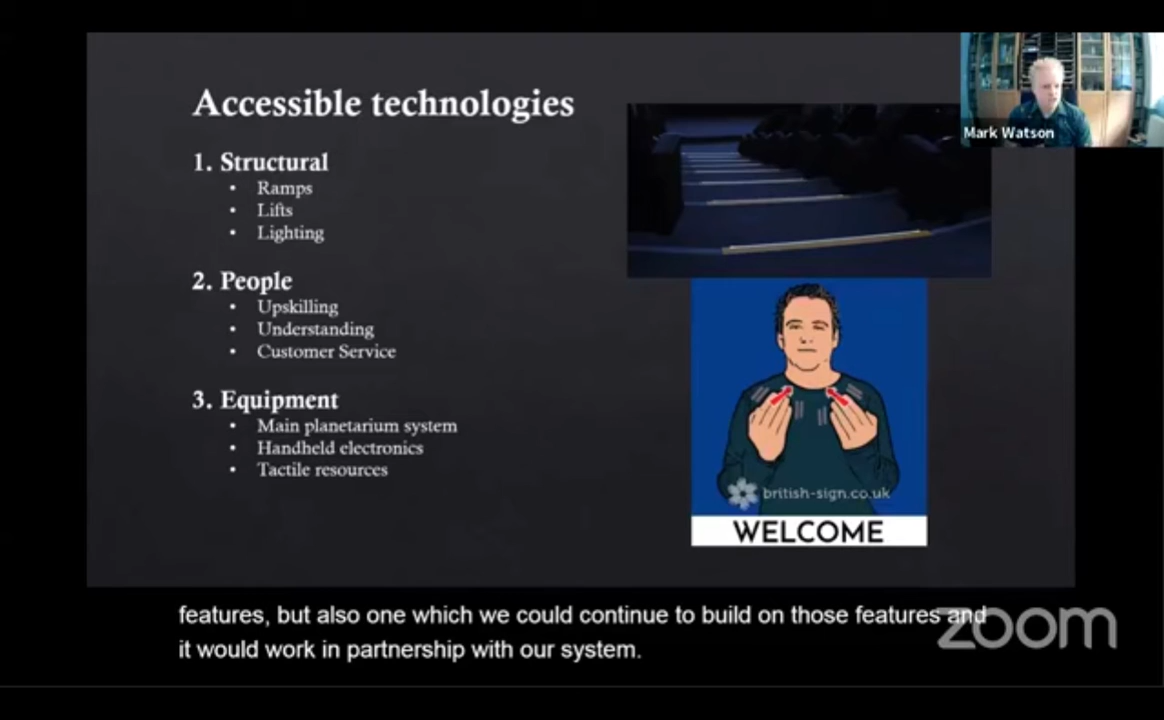 Accessible technologies
Mark Watson
1. Structural
• Ramps
• Lifts
• Lighting
2. People
• Upskilling
• Understanding
• Customer Service
3. Equipment
• Main planetarium system
• Handheld electronics
• Tactile resources
british-sign.co.uk
WELCOME
features, but also one which we could continue to build on those features and
it would work in partnership with our system.
zoom